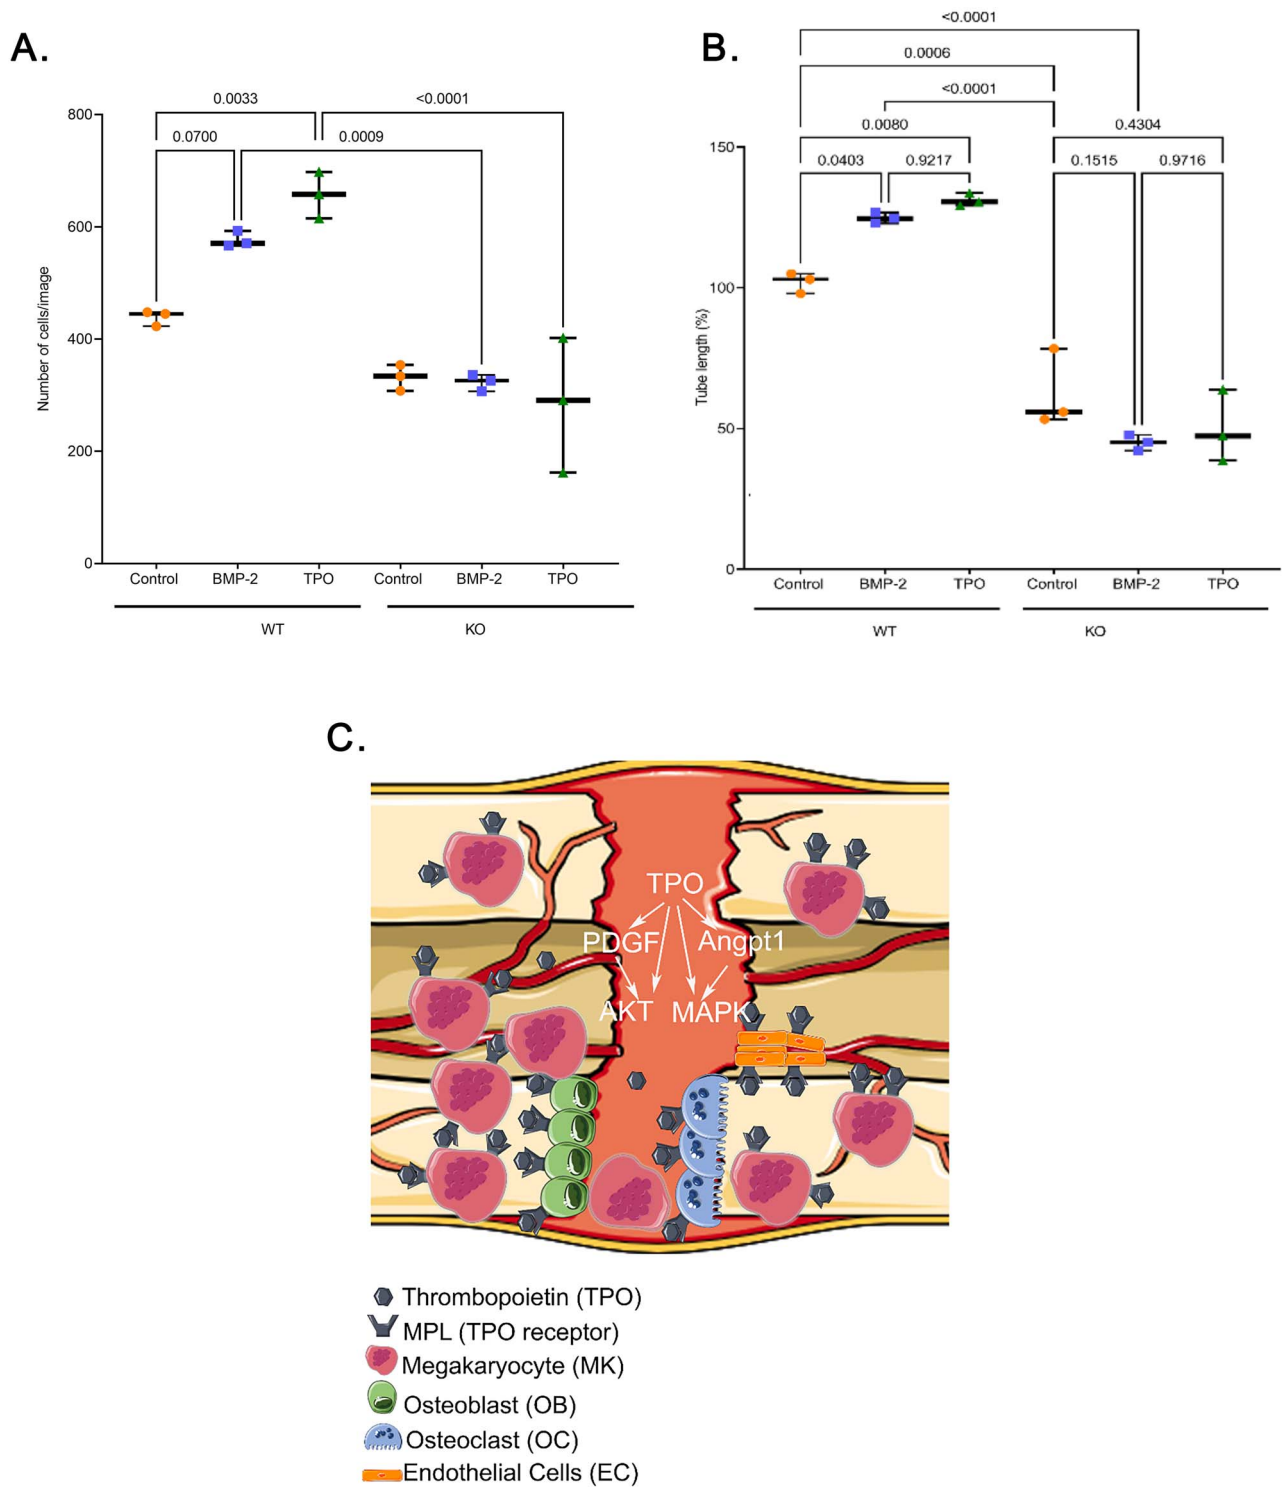 A.
0.0033
<0.0001
0.0700
0.0009
800
600
400
200
0
Number of cells/image
Control
BMP-2
TPO
Control
BMP-2
TPO
WT
KO
B.
<0.0001
0.0006
<0.0001
0.0080
0.4304
0.0403
0.9217
0.1515
0.9716
150
100
50
0
Tube length (%)
Control
BMP-2
TPO
Control
BMP-2
TPO
WT
KO
C.
TPO
PDGF
Angpt1
AKT
MAPK
Thrombopoietin (TPO)
MPL (TPO receptor)
Megakaryocyte (MK)
Osteoblast (OB)
Osteoclast (OC)
Endothelial Cells (EC)